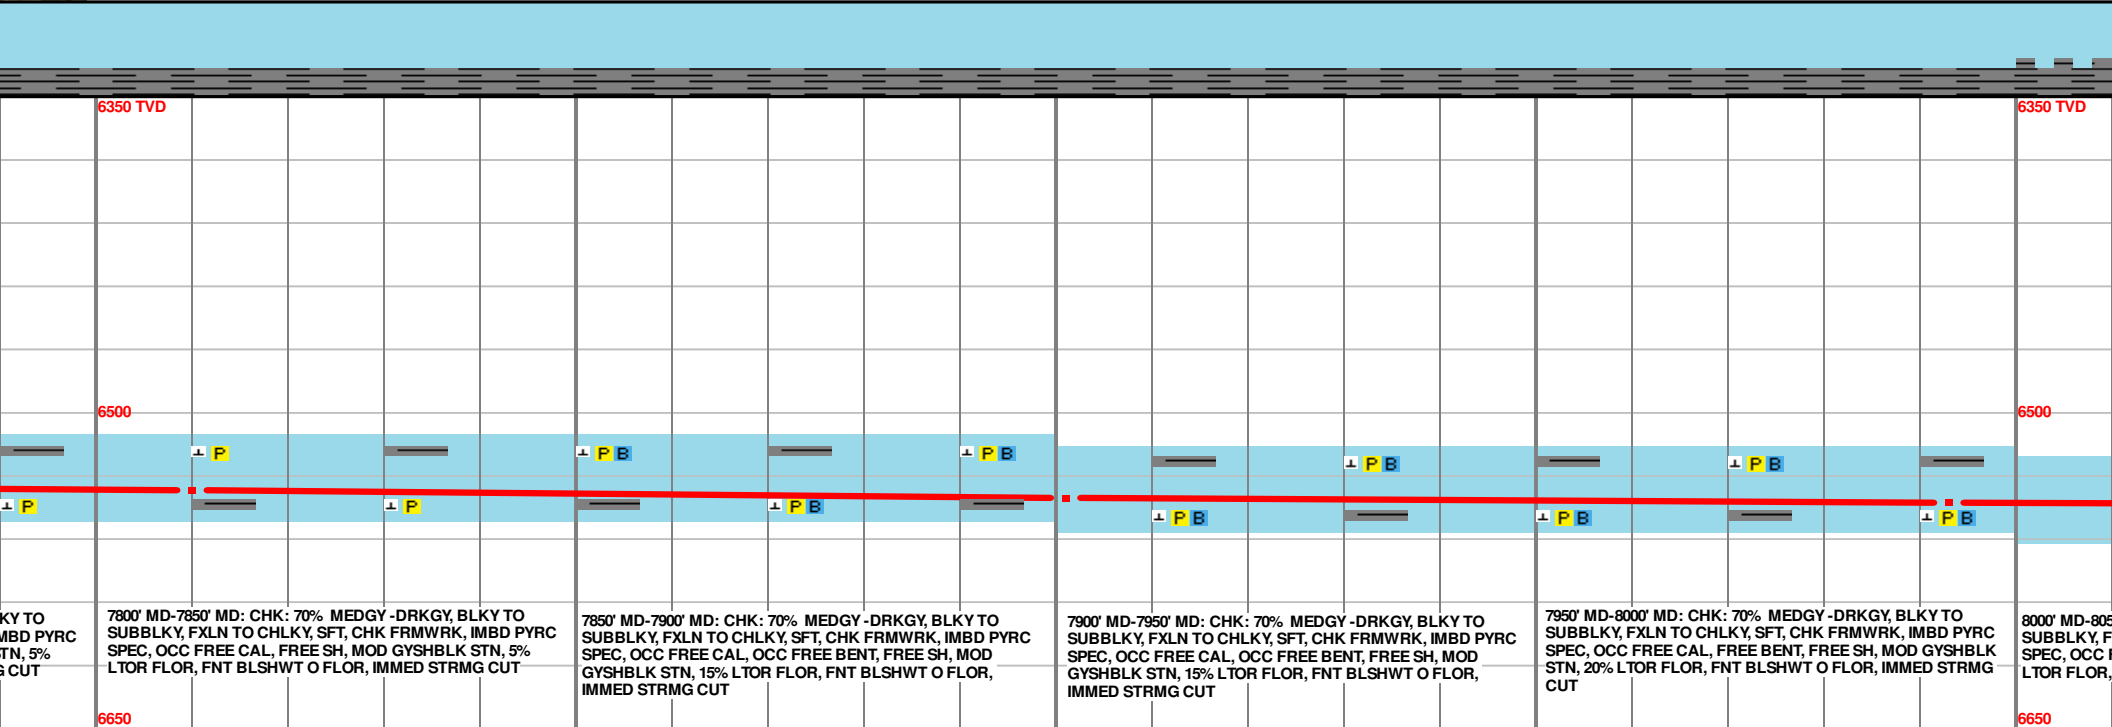 6350 TVD
6350 TVD
6500
6500
P
P B
P B
P B
P B
P
P
P B
P B
P B
P B
KY TO
MBD PYRC
STN, 5%
G CUT
7800' MD-7850' MD: CHK: 70% MEDGY -DRKGY, BLKY TO
SUBBLKY, FXLN TO CHLKY, SFT, CHK FRMWRK, IMBD PYRC
SPEC, OCC FREE CAL, FREE SH, MOD GYSHBLK STN, 5%
LTOR FLOR, FNT BLSHWT O FLOR, IMMED STRMG CUT
7850' MD-7900' MD: CHK: 70% MEDGY -DRKGY, BLKY TO
SUBBLKY, FXLN TO CHLKY, SFT, CHK FRMWRK, IMBD PYRC
SPEC, OCC FREE CAL, OCC FREE BENT, FREE SH, MOD
GYSHBLK STN, 15% LTOR FLOR, FNT BLSHWT O FLOR,
IMMED STRMG CUT
7900' MD-7950' MD: CHK: 70% MEDGY -DRKGY, BLKY TO
SUBBLKY, FXLN TO CHLKY, SFT, CHK FRMWRK, IMBD PYRC
SPEC, OCC FREE CAL, OCC FREE BENT, FREE SH, MOD
GYSHBLK STN, 15% LTOR FLOR, FNT BLSHWT O FLOR,
IMMED STRMG CUT
7950' MD-8000' MD: CHK: 70% MEDGY -DRKGY, BLKY TO
SUBBLKY, FXLN TO CHLKY, SFT, CHK FRMWRK, IMBD PYRC
SPEC, OCC FREE CAL, FREE BENT, FREE SH, MOD GYSHBLK
STN, 20% LTOR FLOR, FNT BLSHWT O FLOR, IMMED STRMG
CUT
8000' MD-805
SUBBLKY, F
SPEC, OCC F
LTOR FLOR,
6650
6650